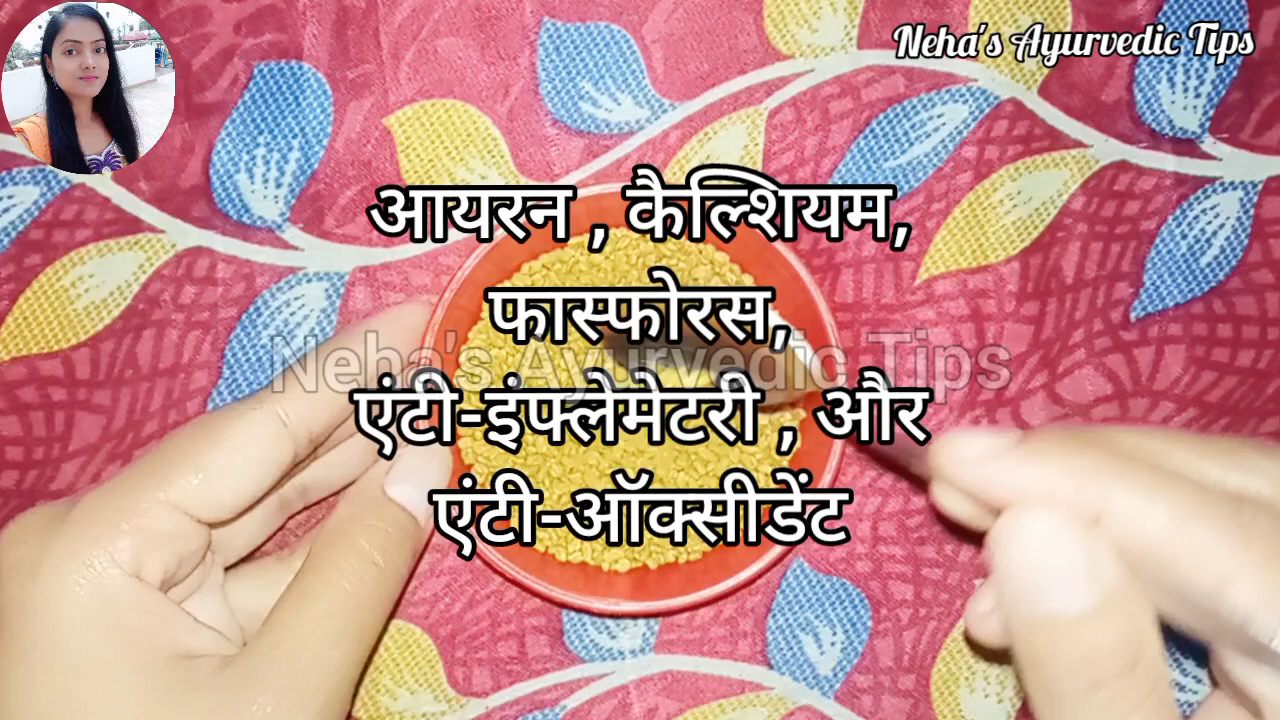 Neha's Ayurvedic Tips
आयरन , कैल्शियम,
फास्फोरस,
Neha's Ayurvedic Tips
एंटी-इंफ्लेमैटरी , और
एंटी-ऑक्सीडेंट